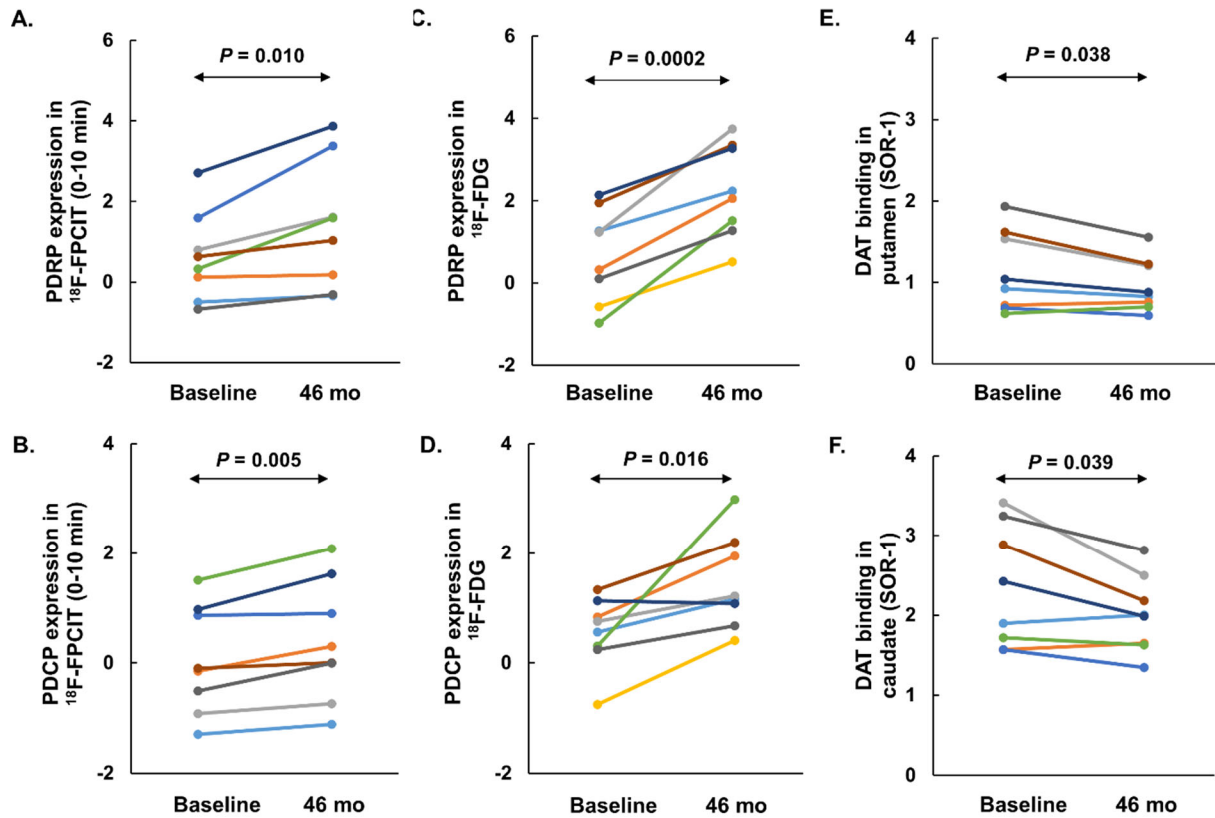 A.
PDRP expression in
¹⁸F-FPCIT (0-10 min)
6
4
2
0
-2
P = 0.010
Baseline 46 mo
C.
PDRP expression in
¹⁸F-FDG
6
4
2
0
-2
P = 0.0002
Baseline 46 mo
E.
DAT binding in
putamen (SOR-1)
4
3
2
1
0
P = 0.038
Baseline 46 mo
B.
PDCP expression in
¹⁸F-FPCIT (0-10 min)
4
2
0
-2
P = 0.005
Baseline 46 mo
D.
PDCP expression in
¹⁸F-FDG
4
2
0
-2
P = 0.016
Baseline 46 mo
F.
DAT binding in
caudate (SOR-1)
4
3
2
1
0
P = 0.039
Baseline 46 mo